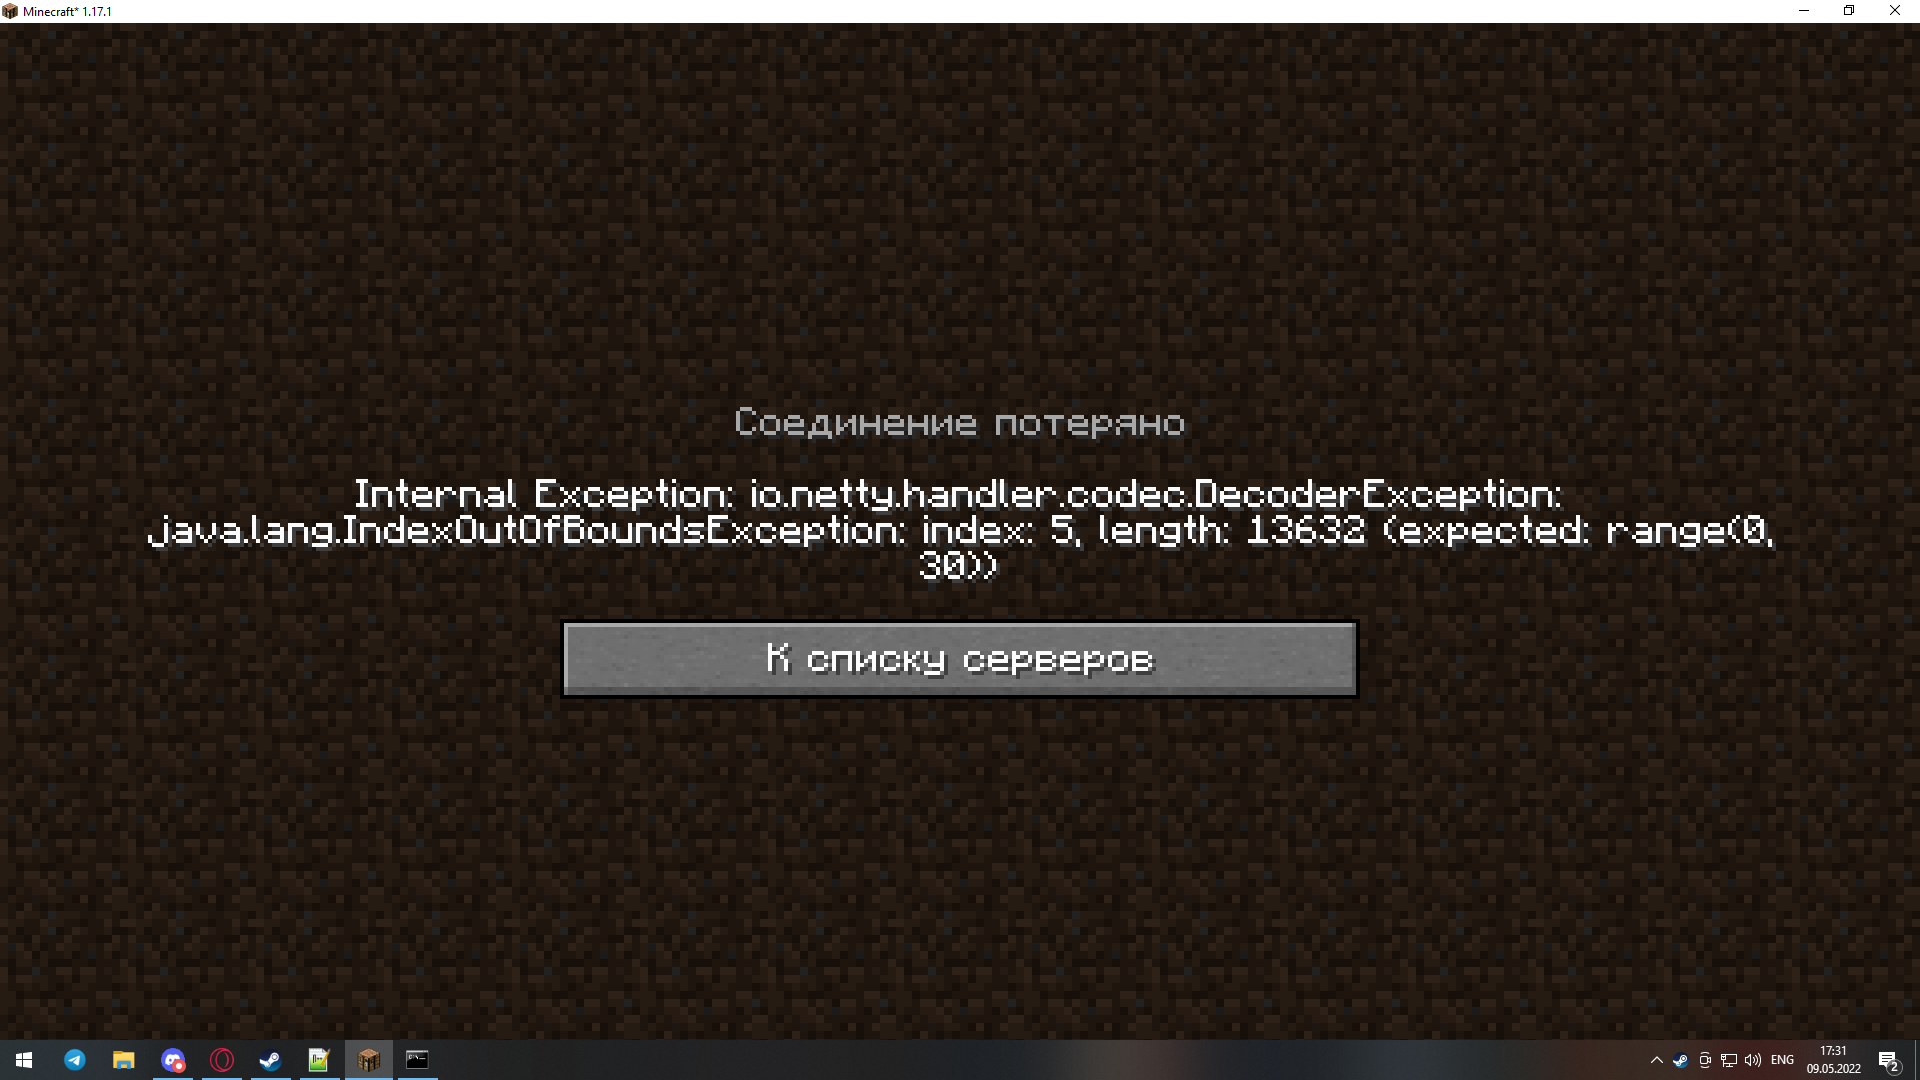 Minecraft* 1.17.1
Соединение потеряно
Internal Exception: io.netty.handler.codec.DecoderException:
java.lang.IndexOutOfBoundsException: index: 5, length: 13632 (expected: range(0,
30))
К списку серверов
ENG
17:31
09.05.2022
2